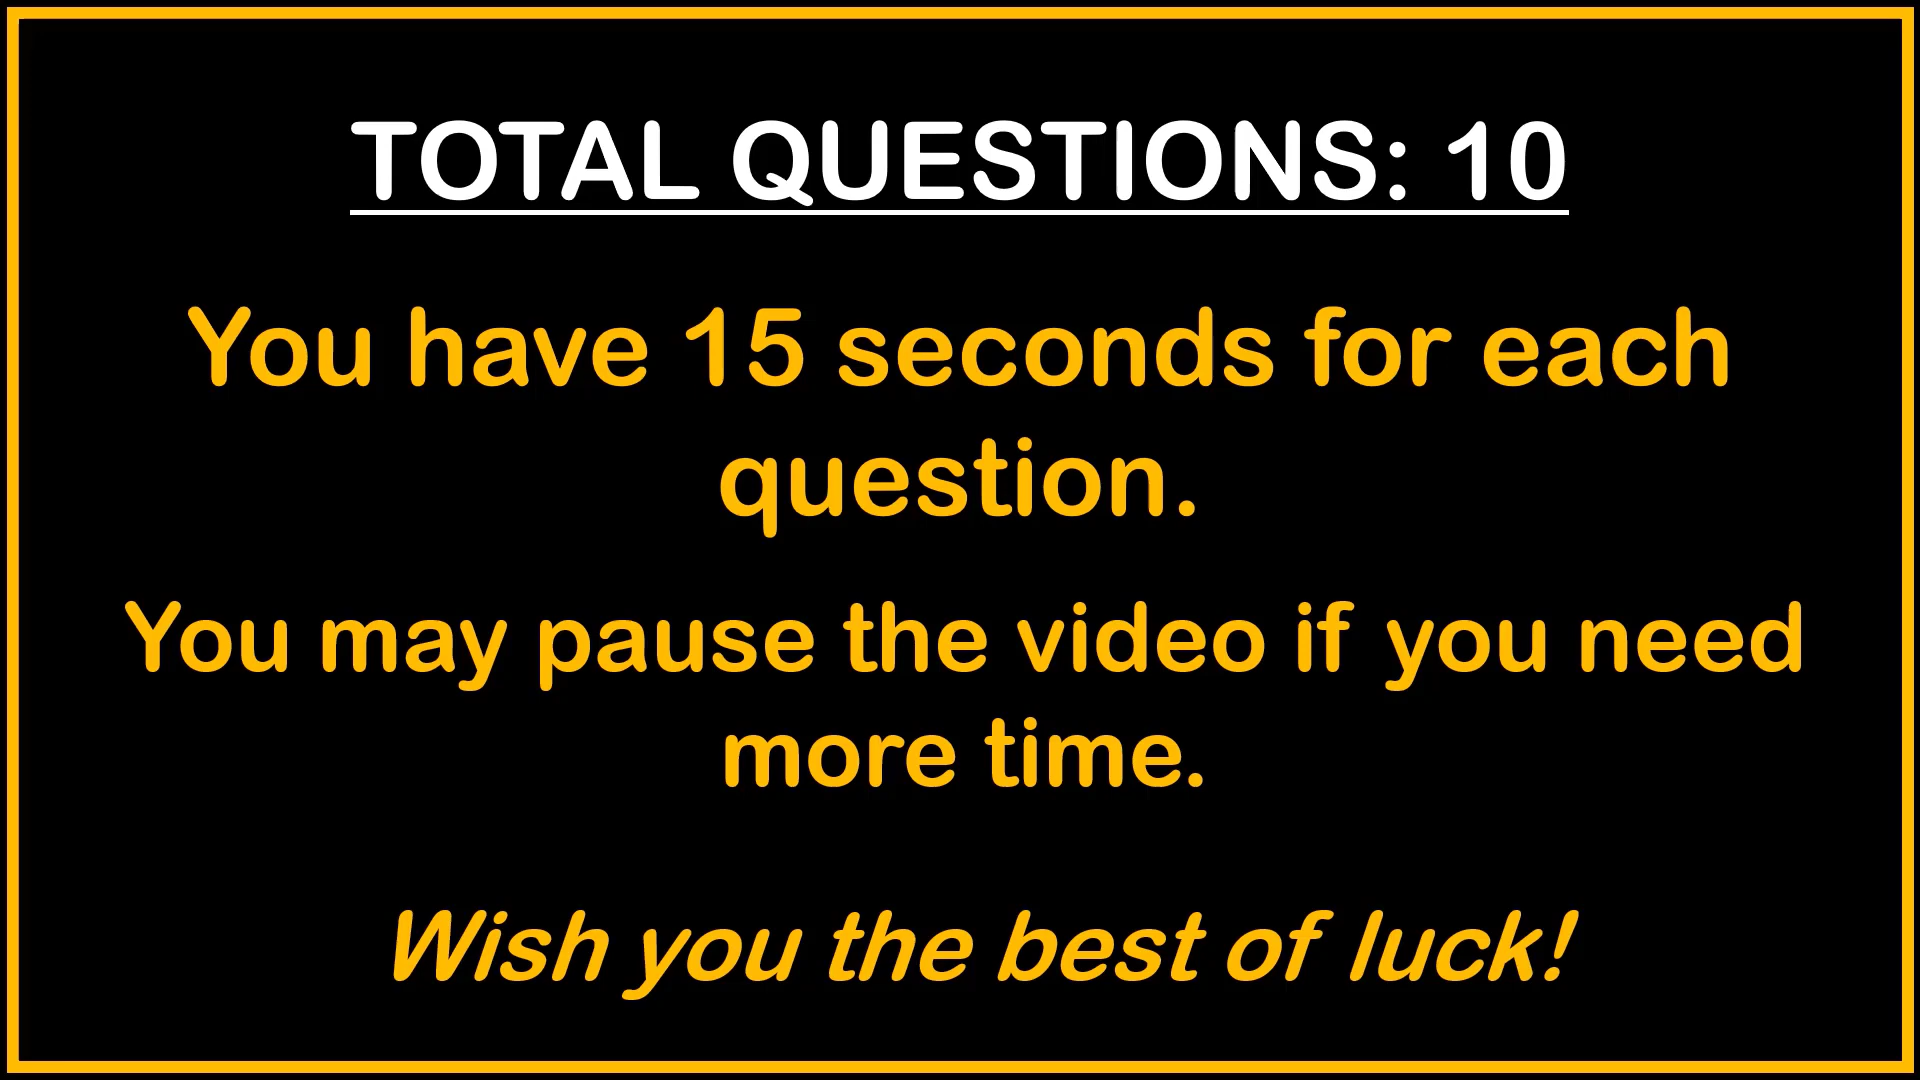 TOTAL QUESTIONS: 10
You have 15 seconds for each
question.
You may pause the video if you need
more time.
Wish you the best of luck!